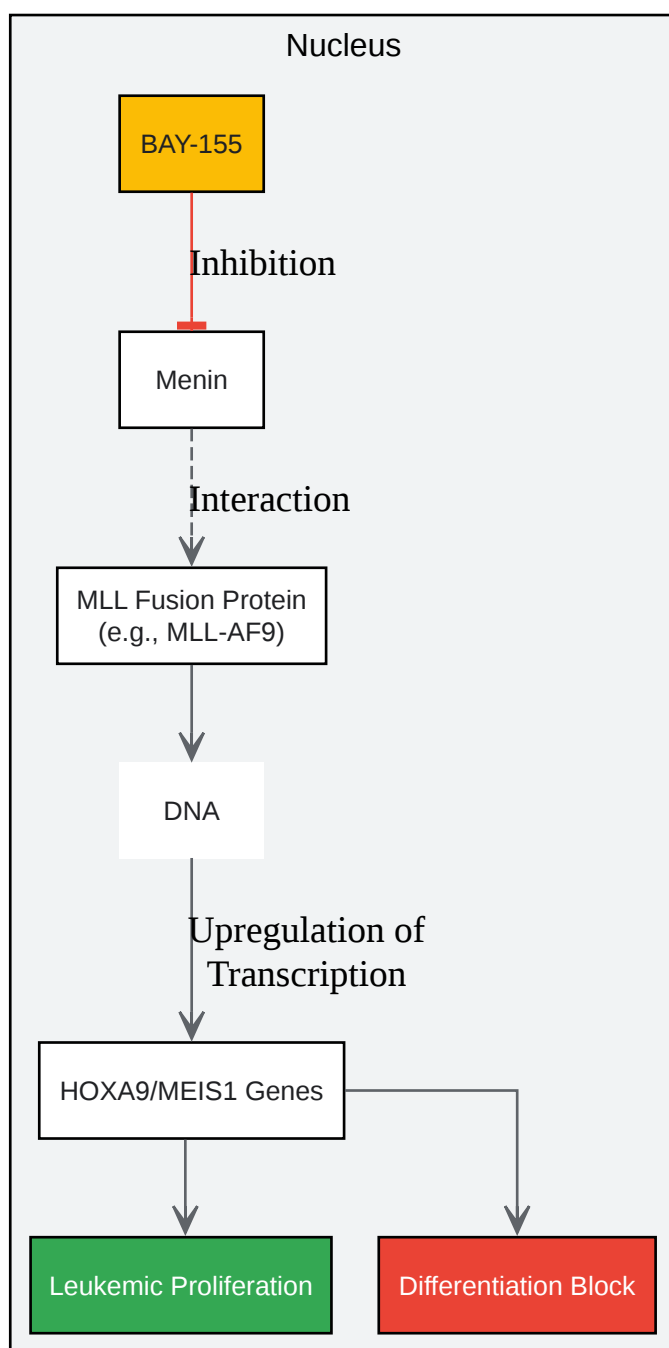 Nucleus
BAY-155
Inhibition
Menin
Interaction
MLL Fusion Protein
(e.g., MLL-AF9)
DNA
Upregulation of
Transcription
HOXA9/MEIS1 Genes
Leukemic Proliferation
Differentiation Block